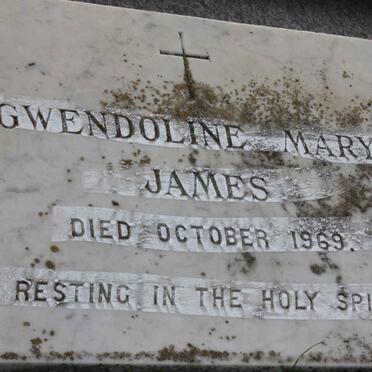 GWENDOLINE MARY
JAMES
DIED OCTOBER 1969.
RESTING IN THE HOLY SPI